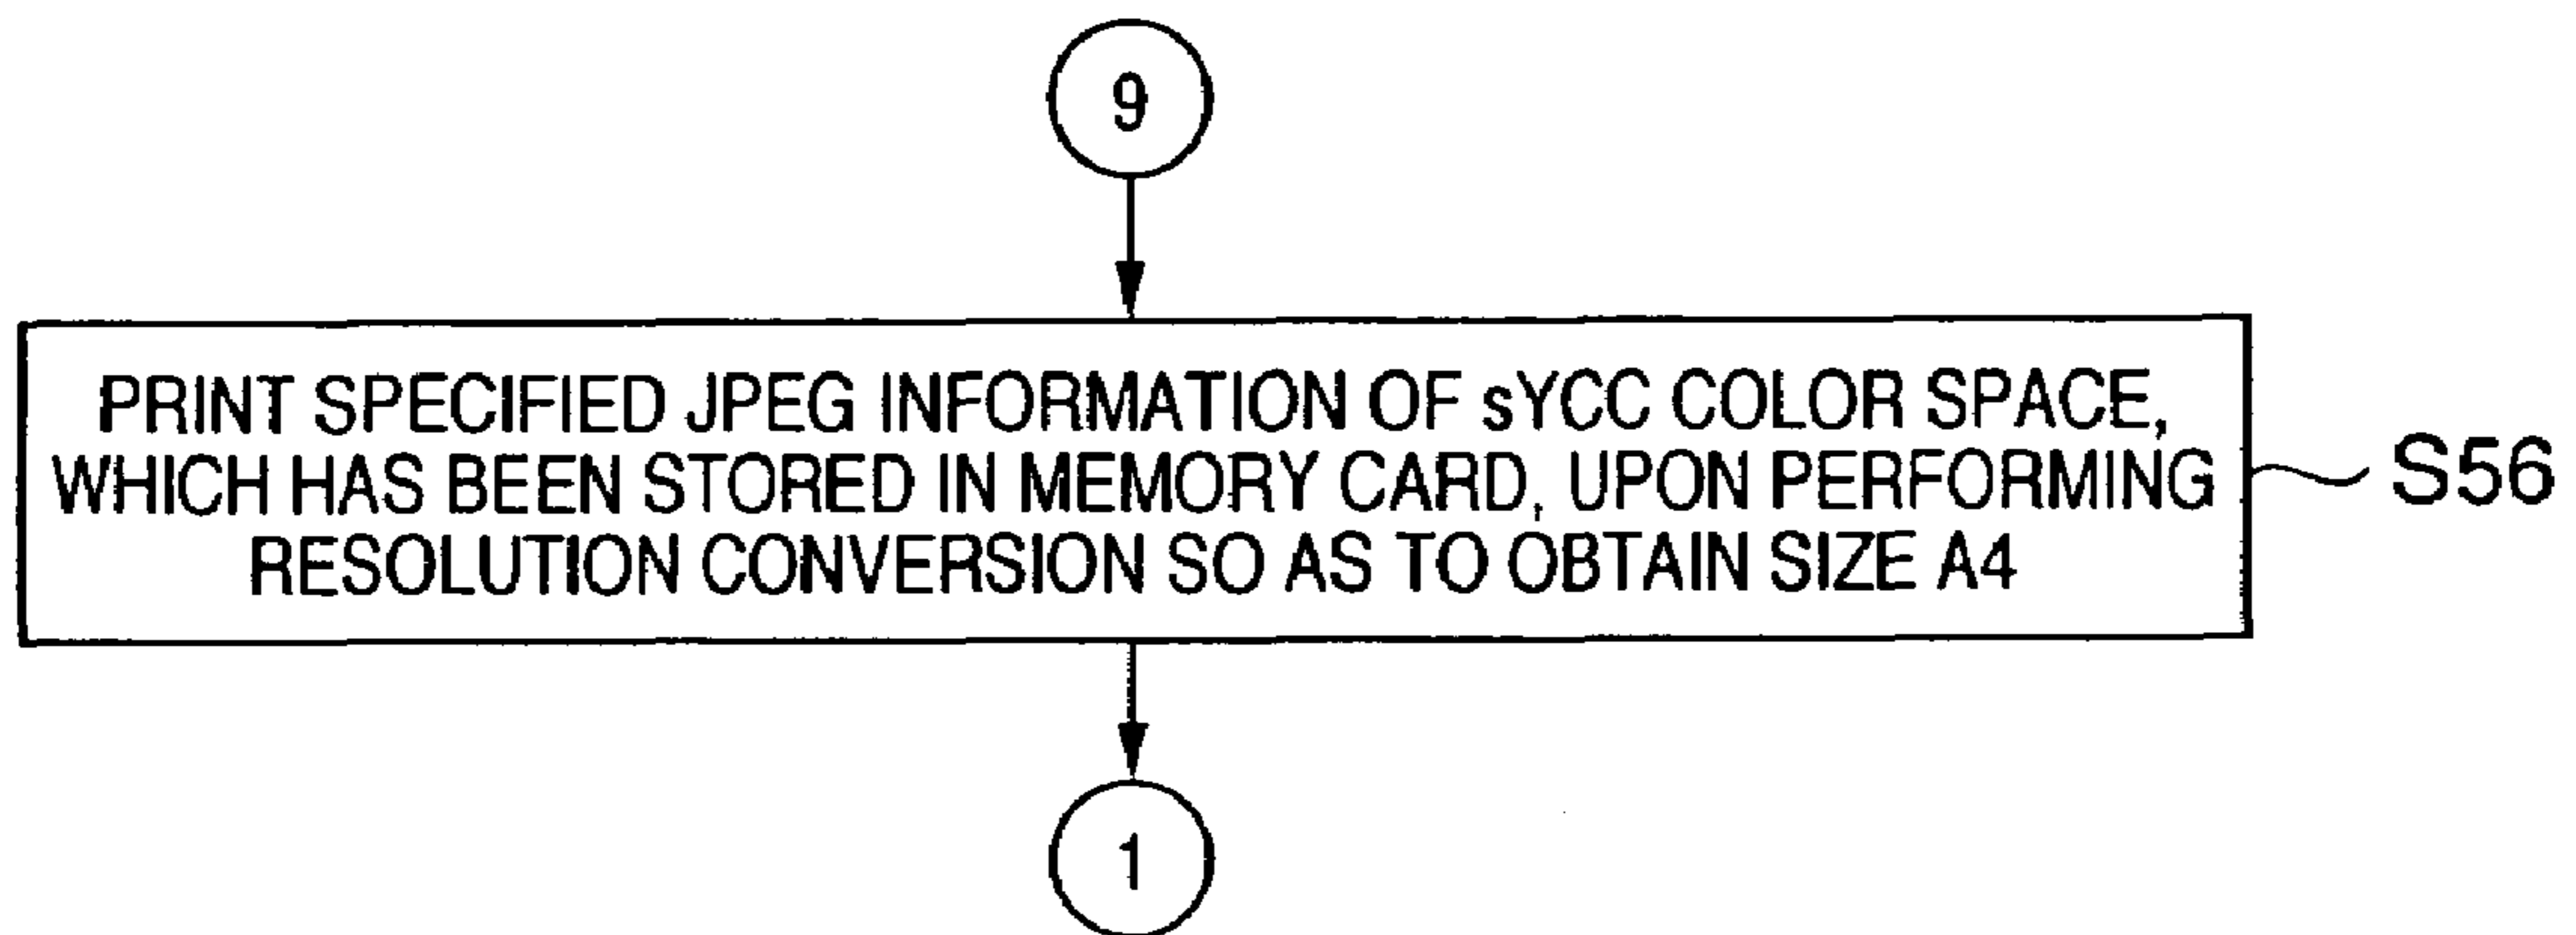 9
PRINT SPECIFIED JPEG INFORMATION OF sYCC COLOR SPACE,
WHICH HAS BEEN STORED IN MEMORY CARD, UPON PERFORMING
RESOLUTION CONVERSION SO AS TO OBTAIN SIZE A4
S56
1